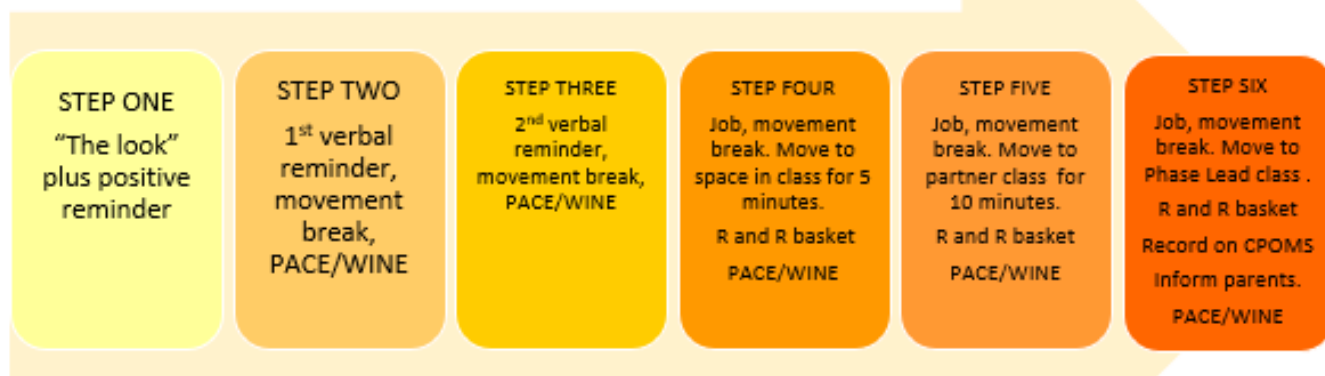 STEP ONE
“The look”
plus positive
reminder
STEP TWO
1st verbal
reminder,
movement
break,
PACE/WINE
STEP THREE
2nd verbal
reminder,
movement break,
PACE/WINE
STEP FOUR
Job, movement
break. Move to
space in class for 5
minutes.
R and R basket
PACE/WINE
STEP FIVE
Job, movement
break. Move to
partner class for
10 minutes.
R and R basket
PACE/WINE
STEP SIX
Job, movement
break. Move to
Phase Lead class .
R and R basket
Record on CPOMS
Inform parents.
PACE/WINE